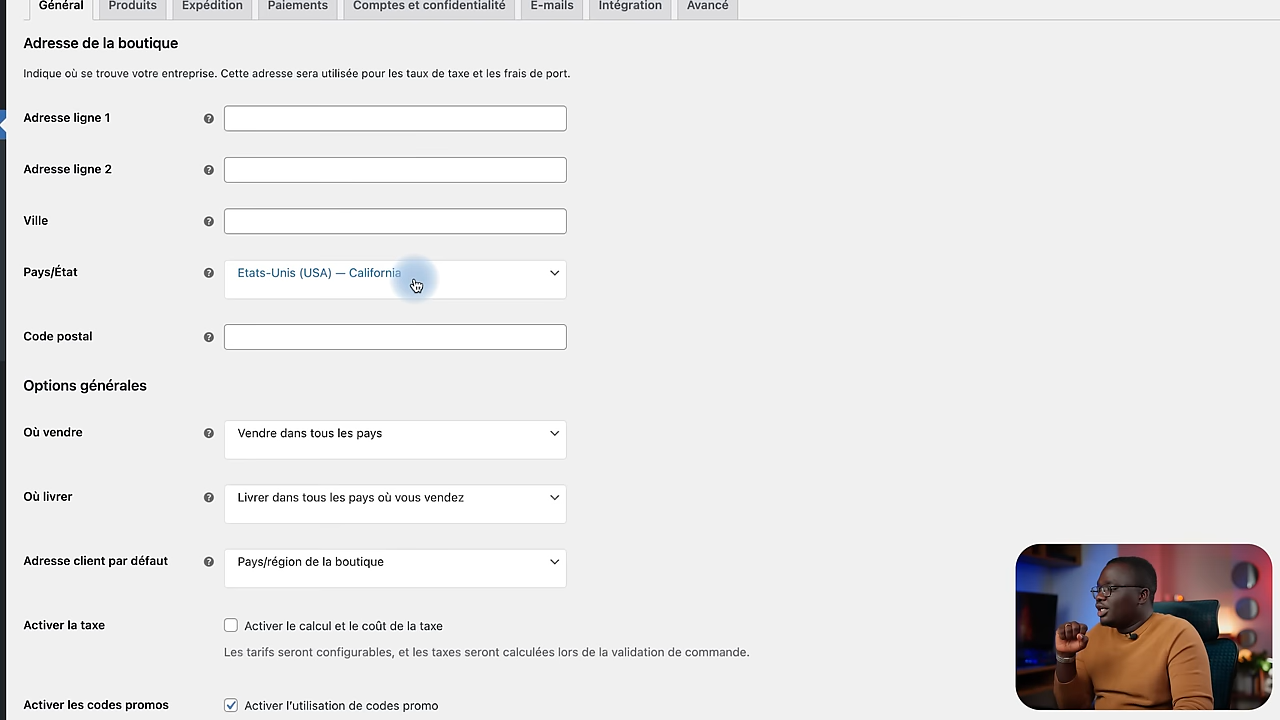 Général Produits Expédition Paiements Comptes et confidentialité E-mails Intégration Avancé
Adresse de la boutique
Indique où se trouve votre entreprise. Cette adresse sera utilisée pour les taux de taxe et les frais de port.
Adresse ligne 1
Adresse ligne 2
Ville
Pays/État Etats-Unis (USA) — California
Code postal
Options générales
Où vendre Vendre dans tous les pays
Où livrer Livrer dans tous les pays où vous vendez
Adresse client par défaut Pays/région de la boutique
Activer la taxe Activer le calcul et le coût de la taxe
Les tarifs seront configurables, et les taxes seront calculées lors de la validation de commande.
Activer les codes promos Activer l'utilisation de codes promo